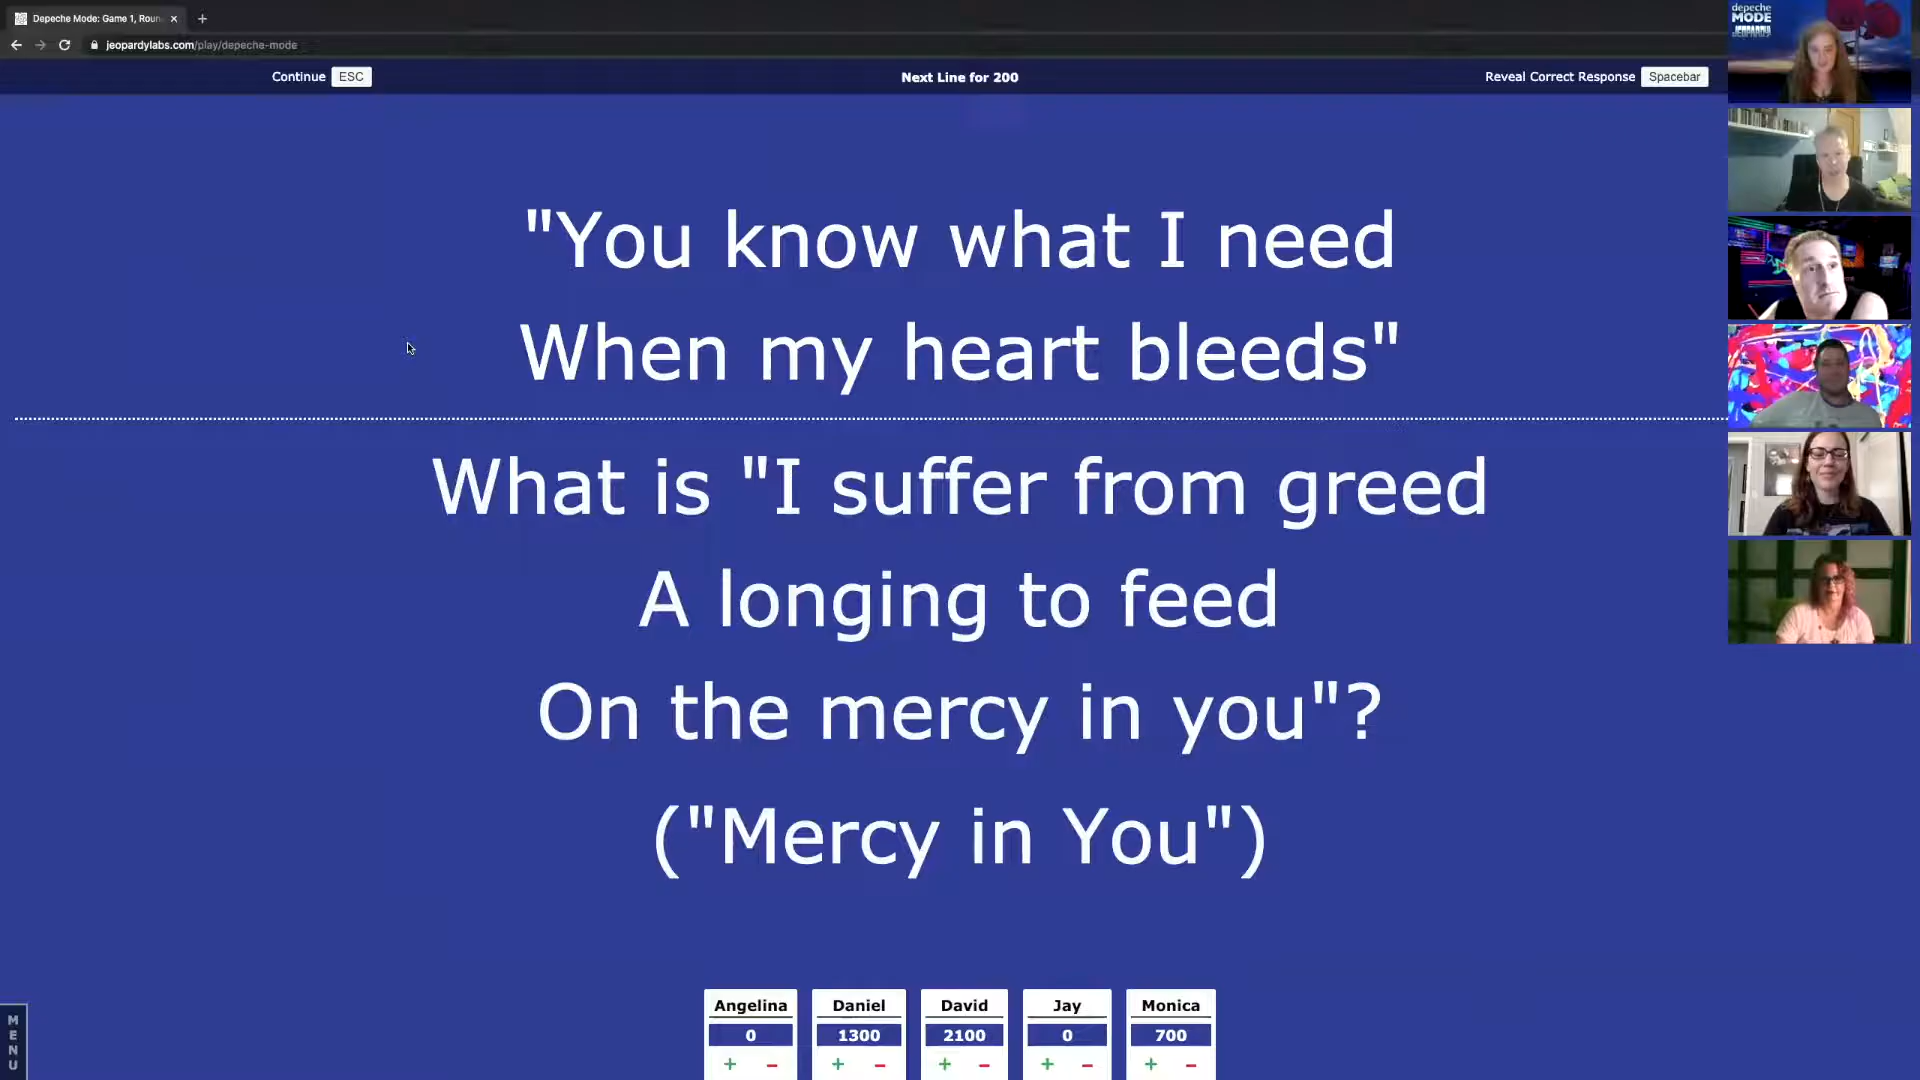 Depeche Mode: Game 1, Roun
jeopardylabs.com/play/depeche-mode
Continue ESC
Next Line for 200
Reveal Correct Response Spacebar
"You know what I need
When my heart bleeds"
What is "I suffer from greed
A longing to feed
On the mercy in you"?
("Mercy in You")
depeche
MODE
JEOPARDY!
MENU
Angelina Daniel David Jay Monica
0 1300 2100 0 700
+ - + - + - + - + -